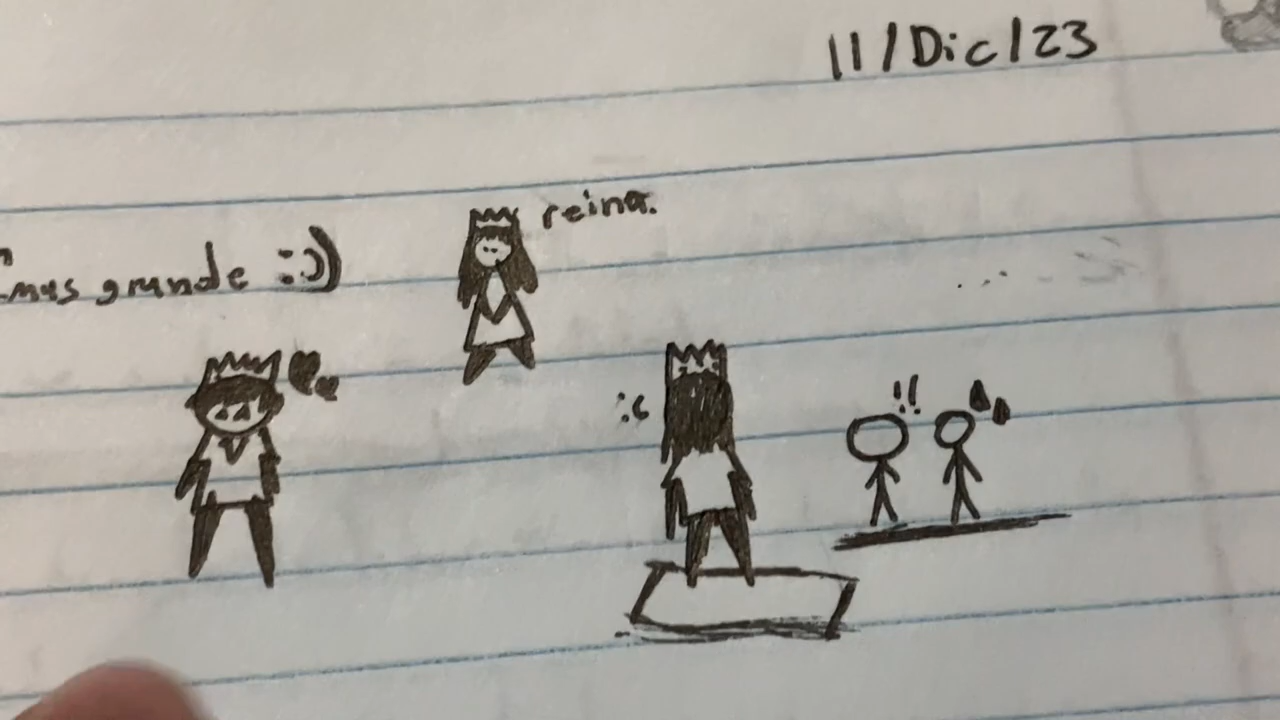 11/Dic/23
reina.
mas grande :))
:c
!!